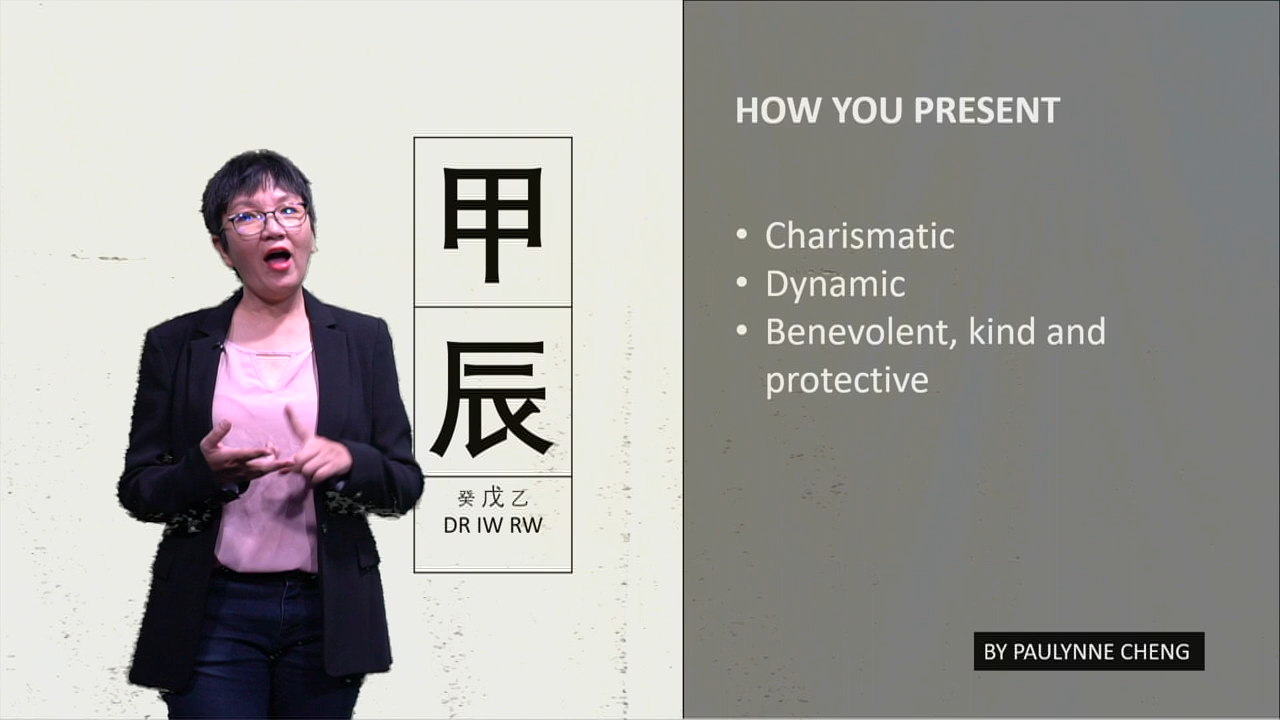 甲
辰
癸戊乙
DR IW RW
HOW YOU PRESENT
• Charismatic
• Dynamic
• Benevolent, kind and
protective
BY PAULYNNE CHENG